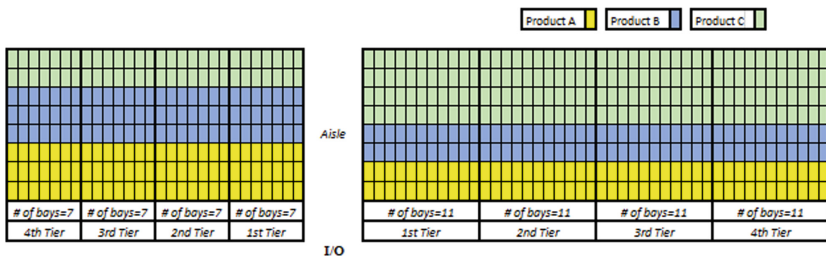 Product A Product B Product C
Aisle
# of bays=7 # of bays=7 # of bays=7 # of bays=7 # of bays=11 # of bays=11 # of bays=11 # of bays=11
4th Tier 3rd Tier 2nd Tier 1st Tier 1st Tier 2nd Tier 3rd Tier 4th Tier
I/O